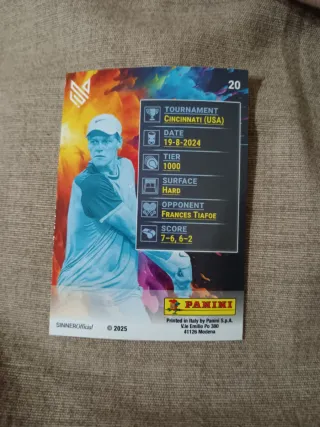 20
TOURNAMENT
CINCINNATI (USA)
DATE
19-8-2024
TIER
1000
SURFACE
HARD
OPPONENT
FRANCES TIAFOE
SCORE
7-6, 6-2
PANINI
SINNEROfficial © 2025
Printed in Italy by Panini S.p.A.
V.le Emilio Po 380
41126 Modena